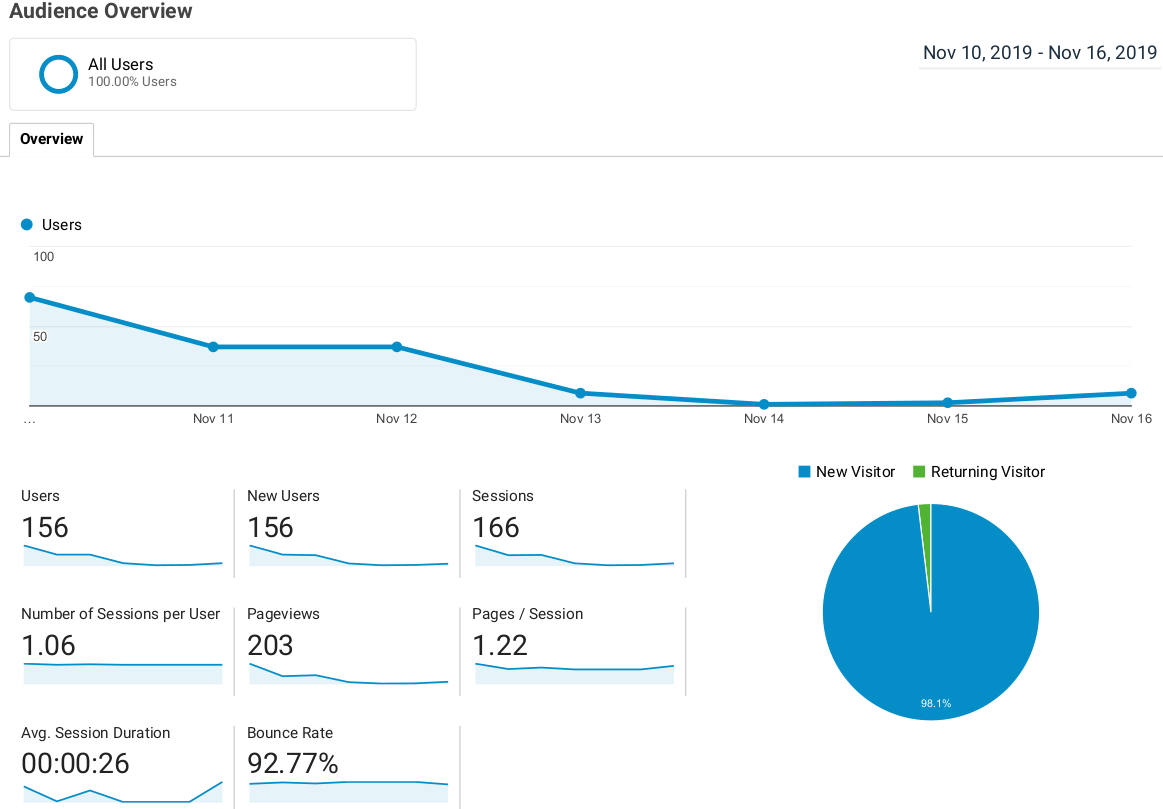 Audience Overview
All Users
100.00% Users
Nov 10, 2019 - Nov 16, 2019
Overview
Users
100
50
...
Nov 11
Nov 12
Nov 13
Nov 14
Nov 15
Nov 16
New Visitor
Returning Visitor
Users
156
New Users
156
Sessions
166
Number of Sessions per User
1.06
Pageviews
203
Pages / Session
1.22
98.1%
Avg. Session Duration
00:00:26
Bounce Rate
92.77%